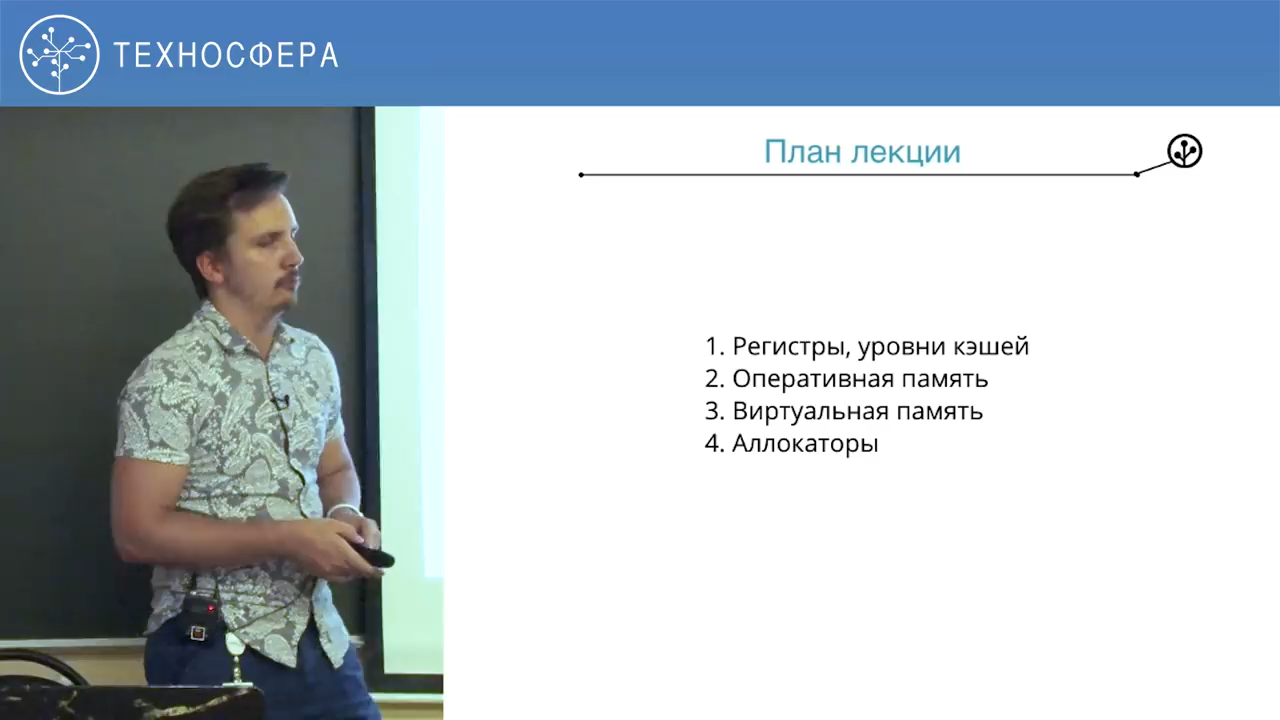 ТЕХНОСФЕРА
План лекции
1. Регистры, уровни кэшей
2. Оперативная память
3. Виртуальная память
4. Аллокаторы